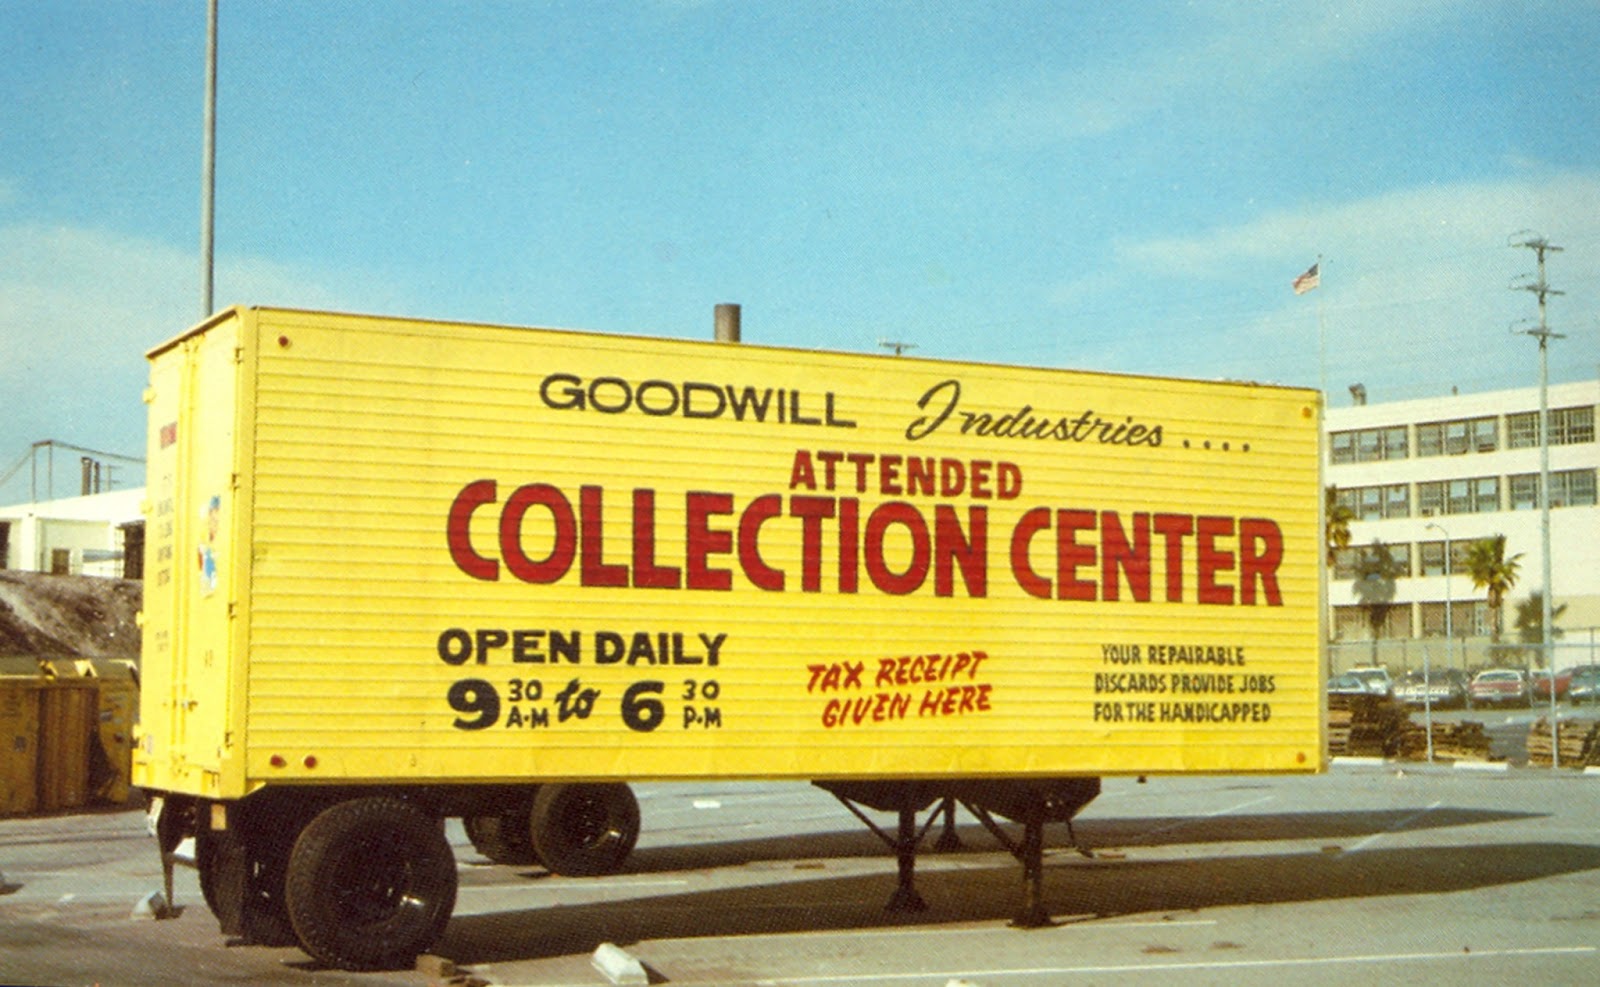 GOODWILL Industries....
ATTENDED
COLLECTION CENTER
OPEN DAILY
9 30 A·M to 6 30 P·M
TAX RECEIPT
GIVEN HERE
YOUR REPAIRABLE
DISCARDS PROVIDE JOBS
FOR THE HANDICAPPED